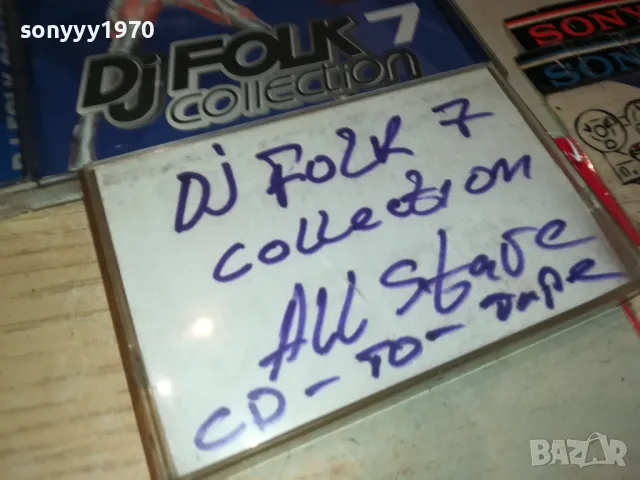 sonyyy1970
Dj FOLK 7
collection
SONY
SONY
DJ FOLK 7
COLLECTION
ALL STARE
CD-TO-TAPE
BAZAR